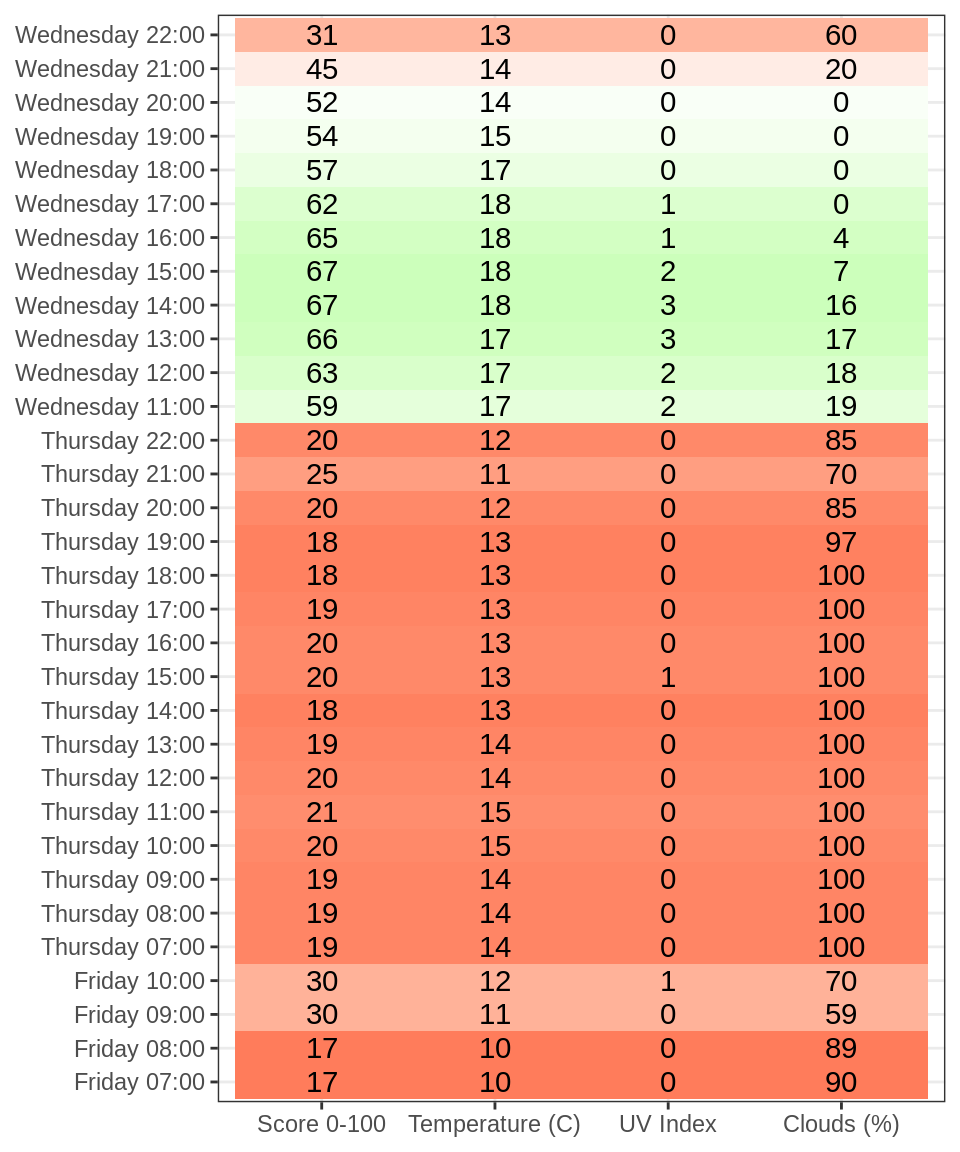 Wednesday 22:00 31 13 0 60
Wednesday 21:00 45 14 0 20
Wednesday 20:00 52 14 0 0
Wednesday 19:00 54 15 0 0
Wednesday 18:00 57 17 0 0
Wednesday 17:00 62 18 1 0
Wednesday 16:00 65 18 1 4
Wednesday 15:00 67 18 2 7
Wednesday 14:00 67 18 3 16
Wednesday 13:00 66 17 3 17
Wednesday 12:00 63 17 2 18
Wednesday 11:00 59 17 2 19
Thursday 22:00 20 12 0 85
Thursday 21:00 25 11 0 70
Thursday 20:00 20 12 0 85
Thursday 19:00 18 13 0 97
Thursday 18:00 18 13 0 100
Thursday 17:00 19 13 0 100
Thursday 16:00 20 13 0 100
Thursday 15:00 20 13 1 100
Thursday 14:00 18 13 0 100
Thursday 13:00 19 14 0 100
Thursday 12:00 20 14 0 100
Thursday 11:00 21 15 0 100
Thursday 10:00 20 15 0 100
Thursday 09:00 19 14 0 100
Thursday 08:00 19 14 0 100
Thursday 07:00 19 14 0 100
Friday 10:00 30 12 1 70
Friday 09:00 30 11 0 59
Friday 08:00 17 10 0 89
Friday 07:00 17 10 0 90
Score 0-100 Temperature (C) UV Index Clouds (%)